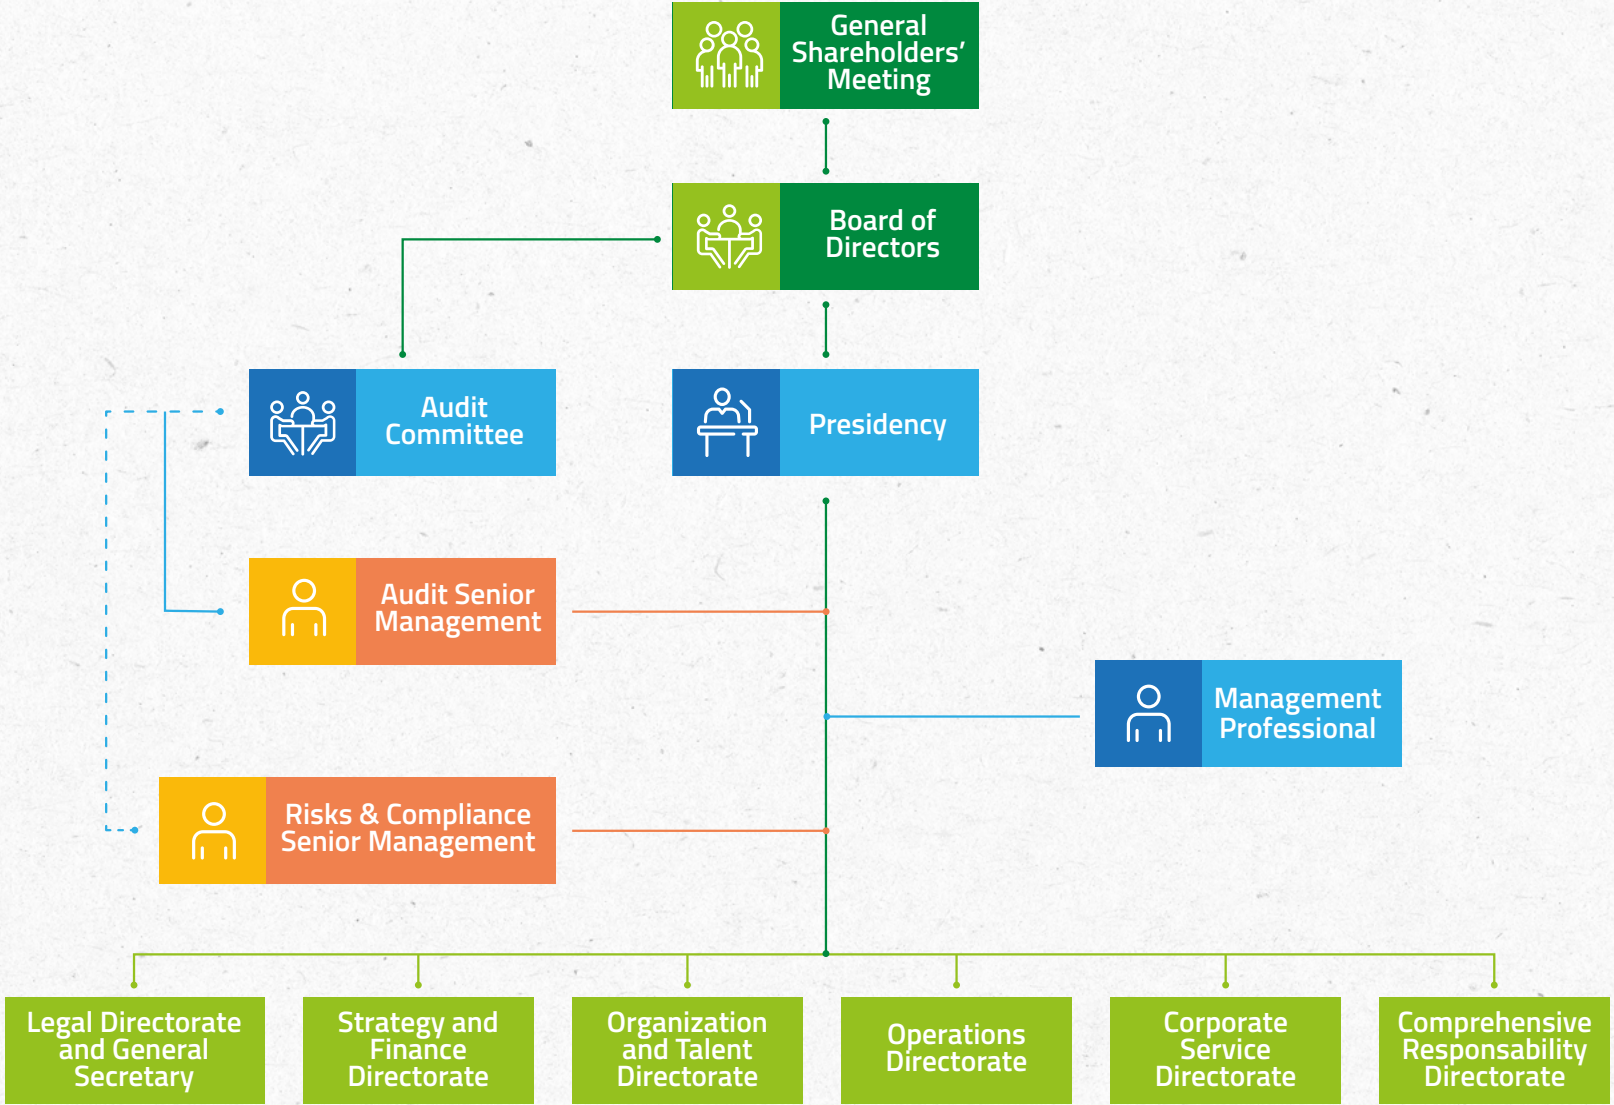 General
Shareholders’
Meeting
Board of
Directors
Audit
Committee
Presidency
Audit Senior
Management
Management
Professional
Risks & Compliance
Senior Management
Legal Directorate
and General
Secretary
Strategy and
Finance
Directorate
Organization
and Talent
Directorate
Operations
Directorate
Corporate
Service
Directorate
Comprehensive
Responsability
Directorate